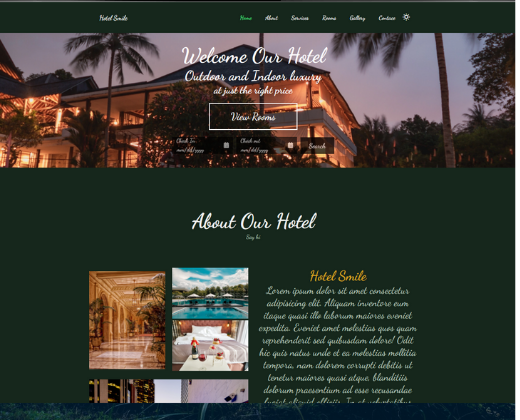 Hotel Smile
Home About Services Rooms Gallery Contact
Welcome Our Hotel
Outdoor and Indoor luxury
at just the right price
View Rooms
Check In
mm/dd/yyyy
Check out
mm/dd/yyyy
Search
About Our Hotel
Say hi
Hotel Smile
Lorem ipsum dolor sit amet consectetur
adipisicing elit. Aliquam inventore eum
itaque quasi illo laborum maiores eveniet
expedita. Eveniet amet molestias quos quam
reprehenderit sed quibusdam dolore! Odit
hic quis natus unde et ea molestias mollitia
tempora, nam dolorem corrupti debitis ut
tenetur maiores quasi atque, blanditiis
dolorum praesentium ad esse recusandae